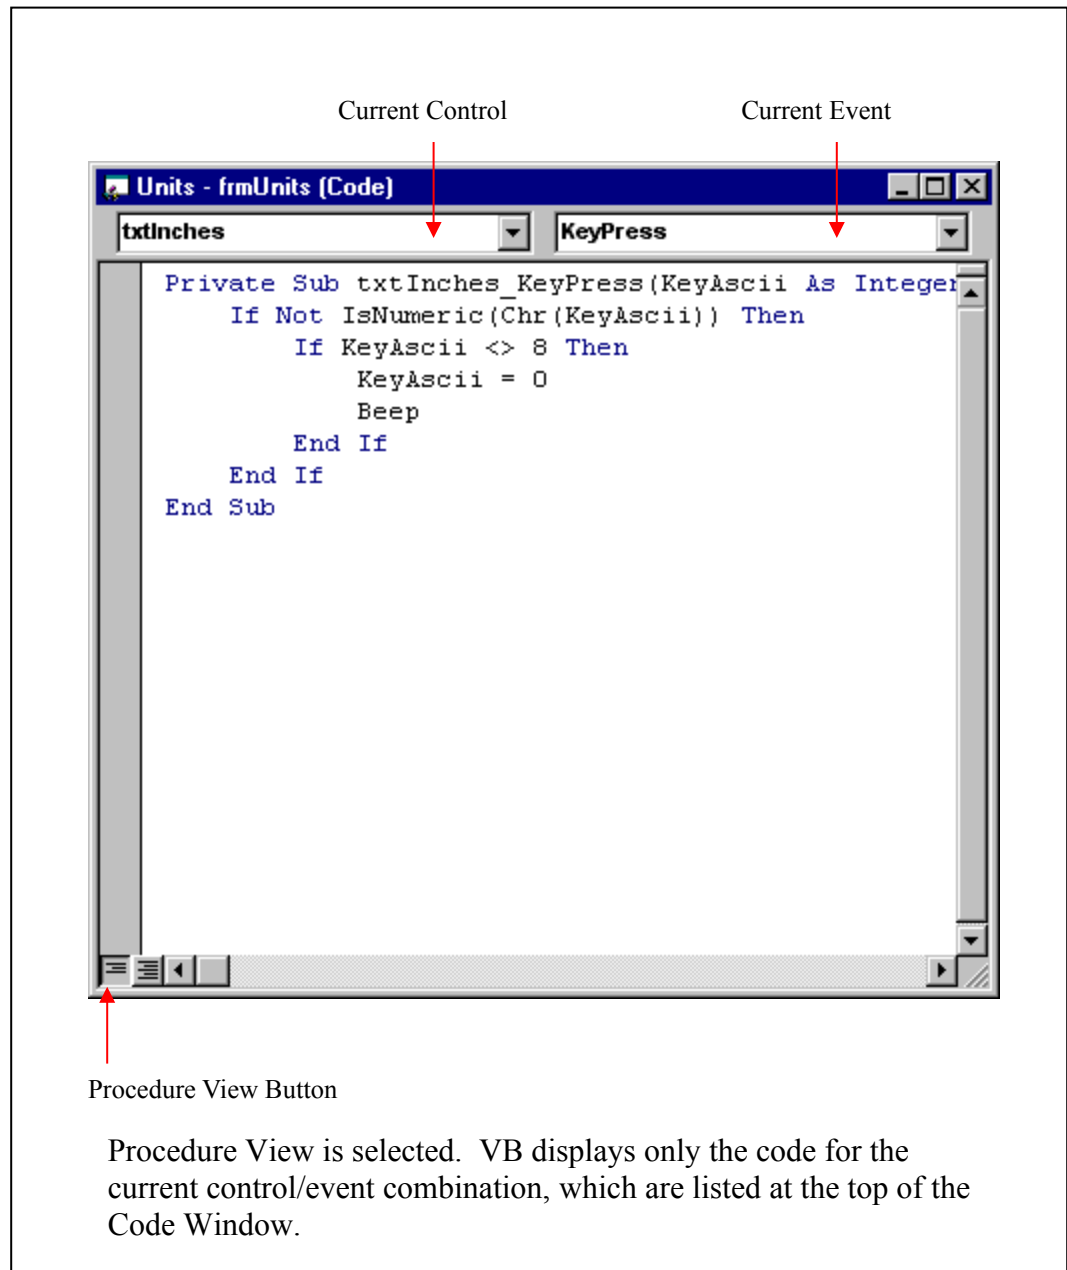 Current Control
Current Event
Units - frmUnits (Code)
txtInches
KeyPress
Private Sub txtInches_KeyPress(KeyAscii As Integer
If Not IsNumeric(Chr(KeyAscii)) Then
If KeyAscii <> 8 Then
KeyAscii = 0
Beep
End If
End If
End Sub
Procedure View Button
Procedure View is selected.  VB displays only the code for the
current control/event combination, which are listed at the top of the
Code Window.